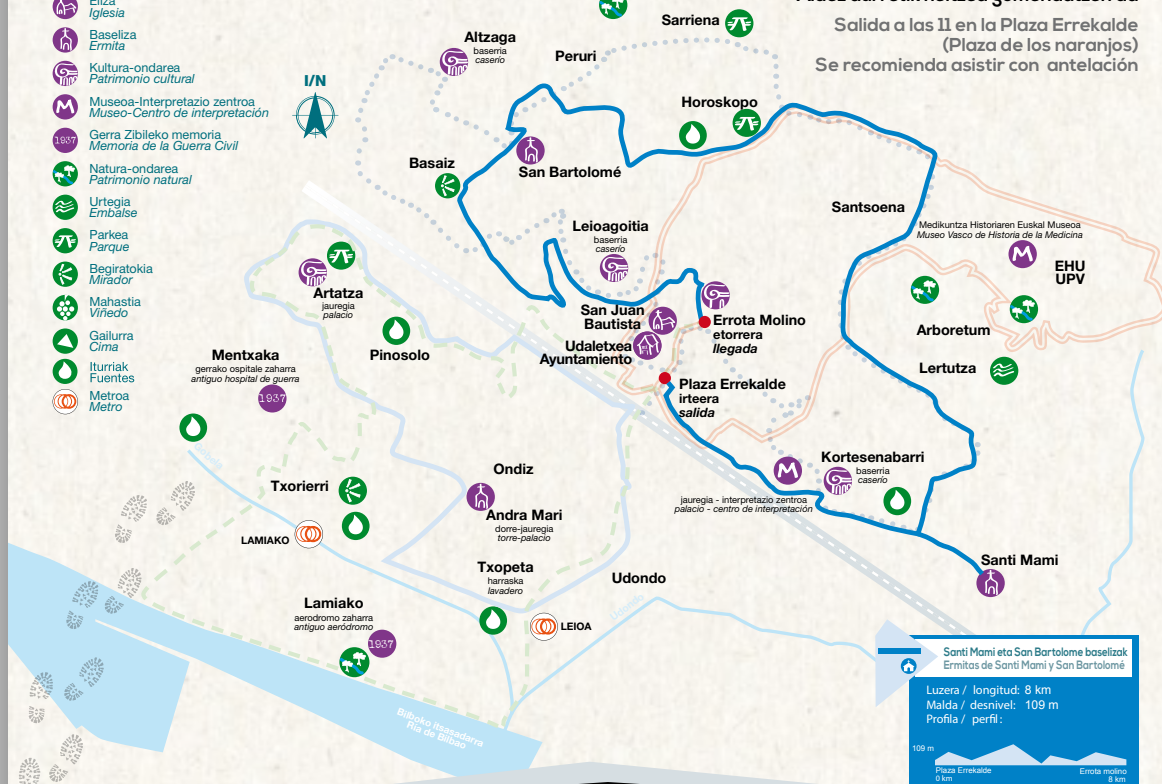 Eliza
Iglesia
Baseliza
Ermita
Kultura-ondarea
Patrimonio cultural
Museoa-Interpretazio zentroa
Museo-Centro de interpretación
1937
Gerra Zibileko memoria
Memoria de la Guerra Civil
Natura-ondarea
Patrimonio natural
Urtegia
Embalse
Parkea
Parque
Begiratokia
Mirador
Mahastia
Viñedo
Gailurra
Cima
Iturriak
Fuentes
Metroa
Metro
I/N
Salida a las 11 en la Plaza Errekalde
(Plaza de los naranjos)
Se recomienda asistir con antelación
Sarriena
Altzaga
baserria
caserío
Peruri
Horoskopo
Basaiz
San Bartolomé
Santsoena
Leioagoitia
baserria
caserío
Medikuntza Historiaren Euskal Museoa
Museo Vasco de Historia de la Medicina
EHU
UPV
Artatza
jauregia
palacio
Pinosolo
San Juan
Bautista
Udaletxea
Ayuntamiento
Errota Molino
etorrera
llegada
Arboretum
Lertutza
Plaza Errekalde
irteera
salida
Mentxaka
gerrako ospitale zaharra
antiguo hospital de guerra
1937
Kortesenabarri
baserria
caserío
jauregia - interpretazio zentroa
palacio - centro de interpretación
Ondiz
Txorierri
Andra Mari
dorre-jauregia
torre-palacio
LAMIAKO
Santi Mami
Txopeta
harraska
lavadero
Udondo
Udondo
LEIOA
Lamiako
aerodromo zaharra
antiguo aeródromo
1937
Bilboko itsasadarra
Ría de Bilbao
Santi Mami eta San Bartolome baselizak
Ermitas de Santi Mami y San Bartolomé
Luzera / longitud: 8 km
Malda / desnivel: 109 m
Profila / perfil:
109 m
Plaza Errekalde
0 km
Errota molino
8 km